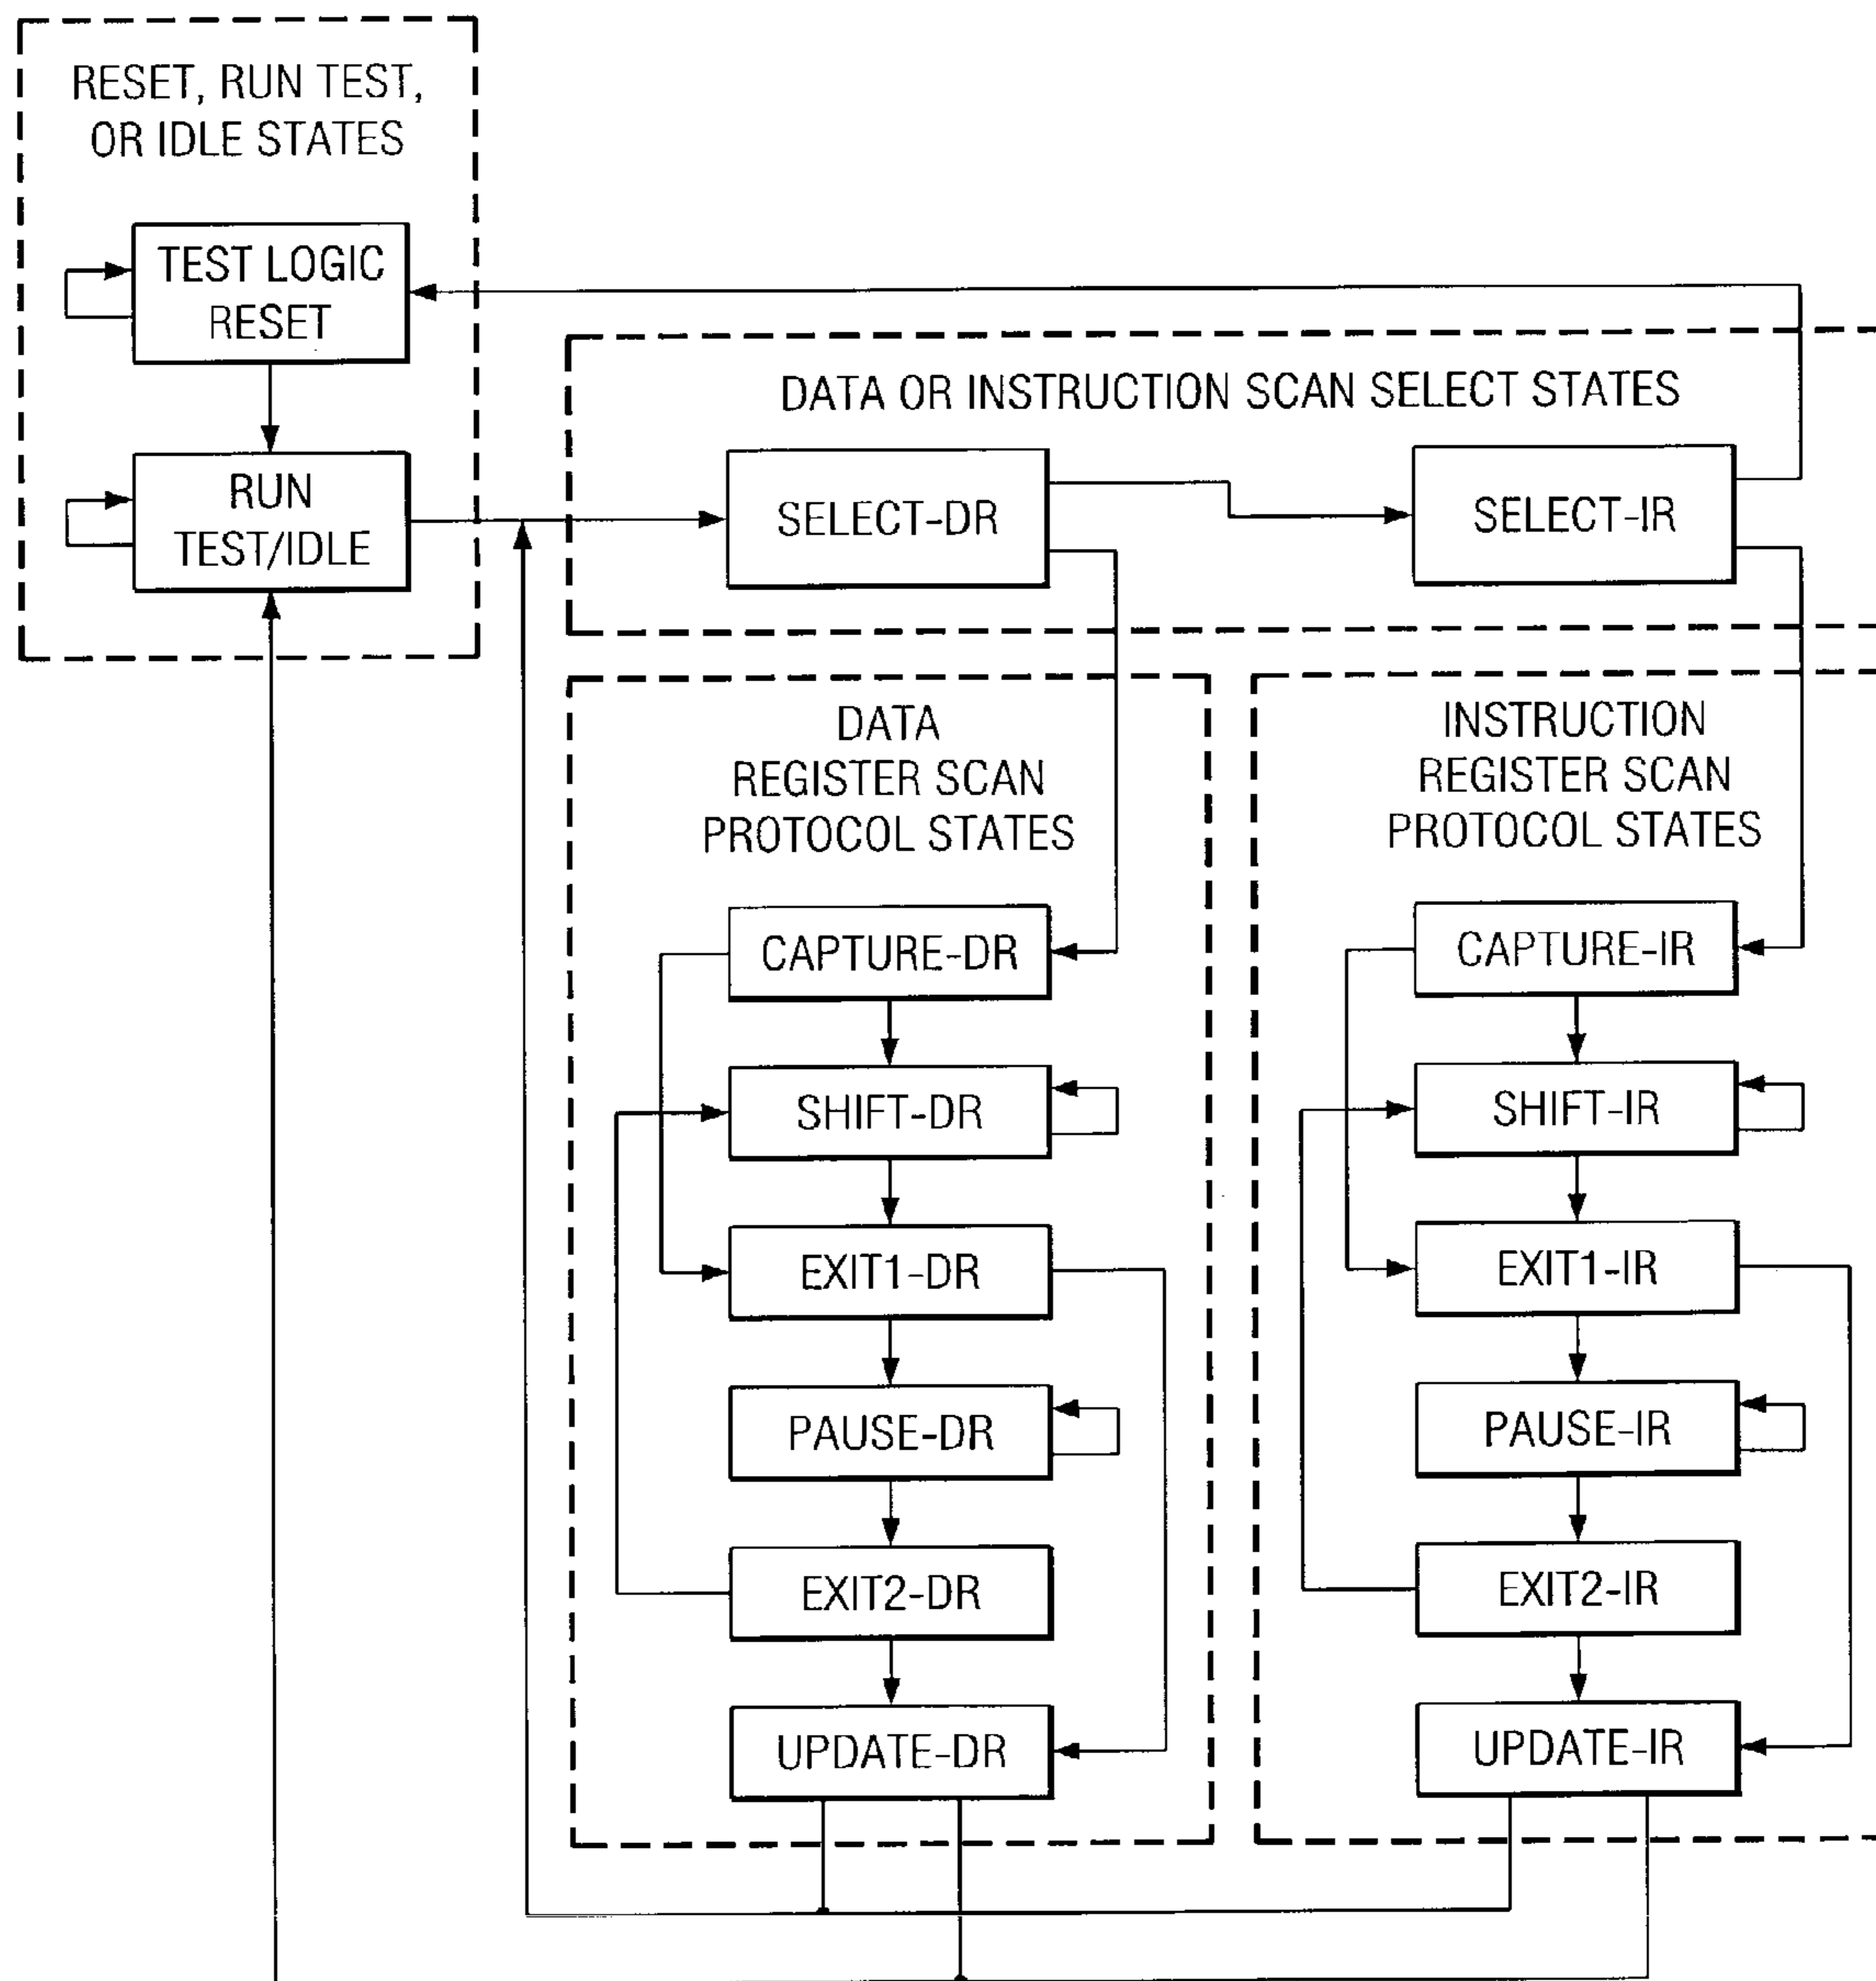 RESET, RUN TEST,
OR IDLE STATES
TEST LOGIC
RESET
RUN
TEST/IDLE
DATA OR INSTRUCTION SCAN SELECT STATES
SELECT-DR
SELECT-IR
DATA
REGISTER SCAN
PROTOCOL STATES
CAPTURE-DR
SHIFT-DR
EXIT1-DR
PAUSE-DR
EXIT2-DR
UPDATE-DR
INSTRUCTION
REGISTER SCAN
PROTOCOL STATES
CAPTURE-IR
SHIFT-IR
EXIT1-IR
PAUSE-IR
EXIT2-IR
UPDATE-IR